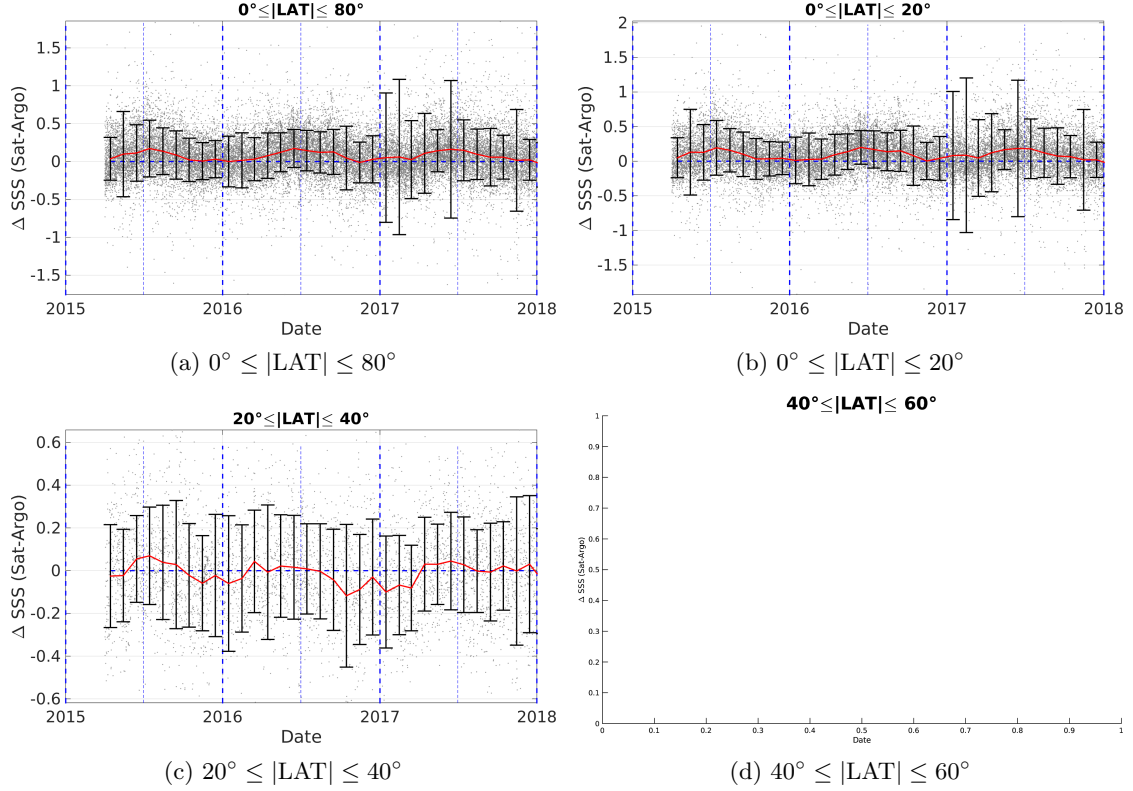 0°≤|LAT|≤ 80°
1.5
1
0.5
0
-0.5
-1
-1.5
Δ SSS (Sat-Argo)
2015 2016 2017 2018
Date
(a) 0° ≤ |LAT| ≤ 80°
0°≤|LAT|≤ 20°
2
1.5
1
0.5
0
-0.5
-1
-1.5
Δ SSS (Sat-Argo)
2015 2016 2017 2018
Date
(b) 0° ≤ |LAT| ≤ 20°
20°≤|LAT|≤ 40°
0.6
0.4
0.2
0
-0.2
-0.4
-0.6
Δ SSS (Sat-Argo)
2015 2016 2017 2018
Date
(c) 20° ≤ |LAT| ≤ 40°
40°≤|LAT|≤ 60°
1
0.9
0.8
0.7
0.6
0.5
0.4
0.3
0.2
0.1
0
Δ SSS (Sat-Argo)
0 0.1 0.2 0.3 0.4 0.5 0.6 0.7 0.8 0.9 1
Date
(d) 40° ≤ |LAT| ≤ 60°